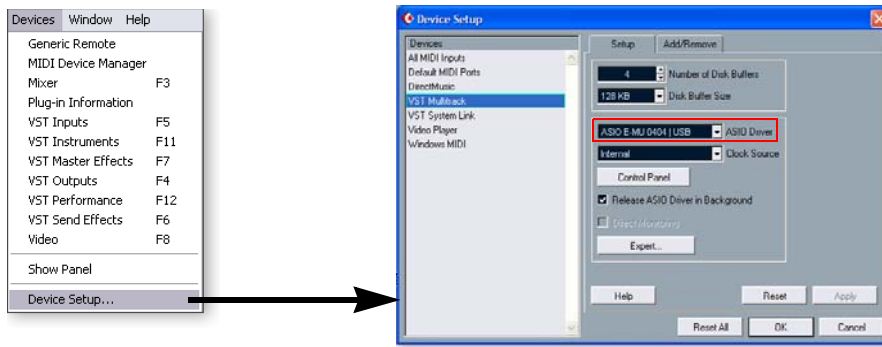 Devices Window Help
Generic Remote
MIDI Device Manager
Mixer F3
Plug-in Information
VST Inputs F5
VST Instruments F11
VST Master Effects F7
VST Outputs F4
VST Performance F12
VST Send Effects F6
Video F8
Show Panel
Device Setup...
Device Setup
Devices
All MIDI Inputs
Default MIDI Ports
DirectMusic
VST Multitrack
VST System Link
Video Player
Windows MIDI
Setup Add/Remove
4 Number of Disk Buffers
128 KB Disk Buffer Size
ASIO E-MU 0404 | USB ASIO Driver
Internal Clock Source
Control Panel
Release ASIO Driver in Background
Direct Monitoring
Expert...
Help Reset Apply
Reset All OK Cancel